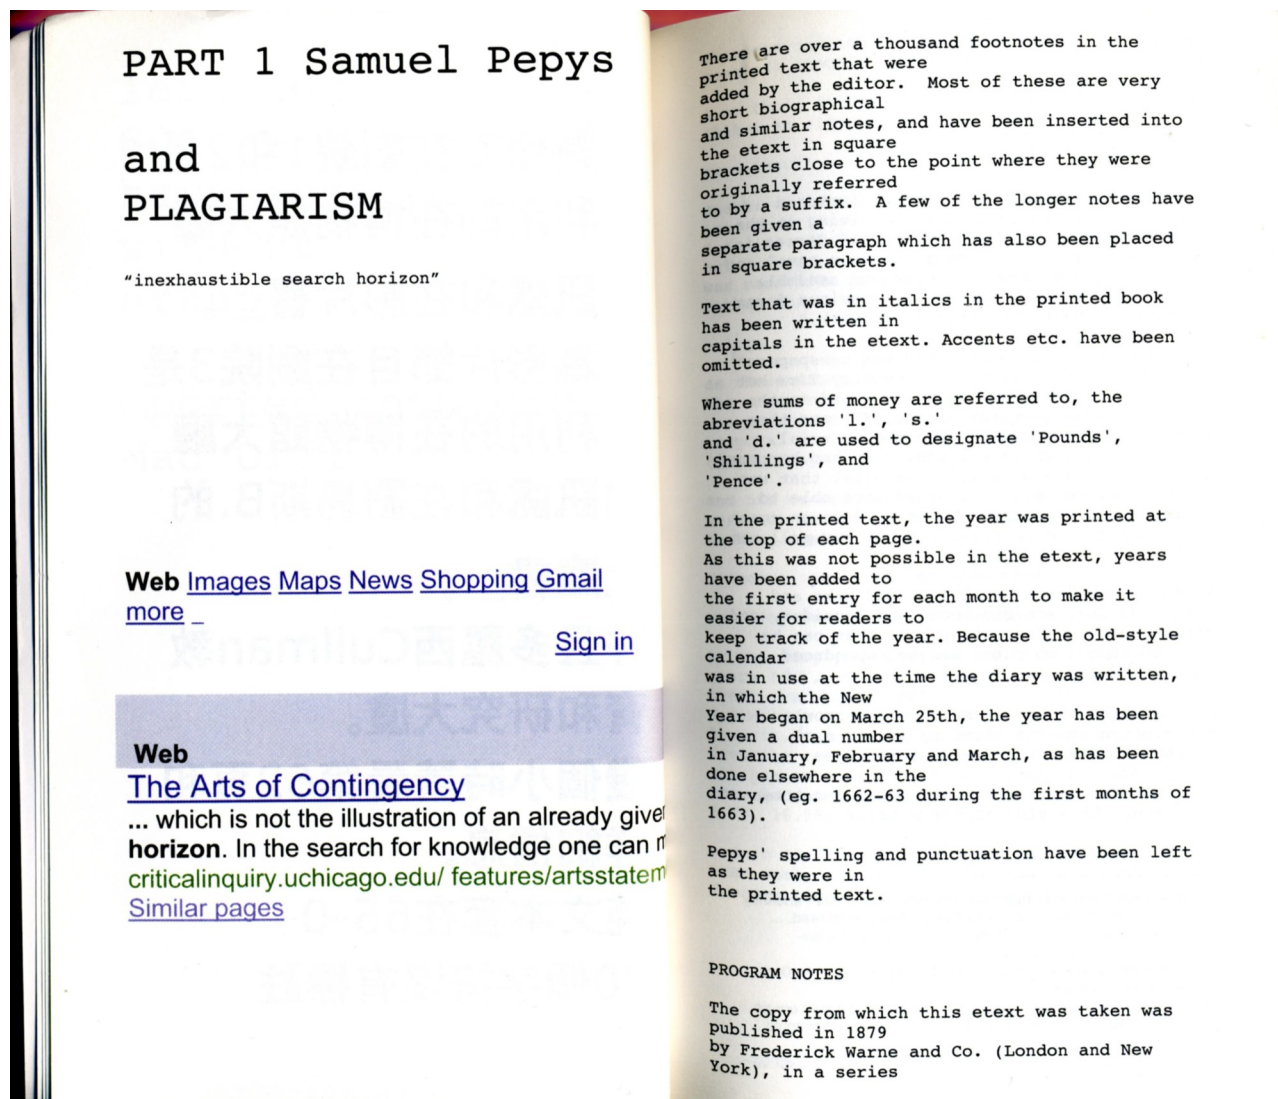 PART 1 Samuel Pepys
and
PLAGIARISM
“inexhaustible search horizon”
Web Images Maps News Shopping Gmail
more _
Sign in
Web
The Arts of Contingency
... which is not the illustration of an already give
horizon. In the search for knowledge one can
criticalinquiry.uchicago.edu/ features/artsstatem
Similar pages
There are over a thousand footnotes in the
printed text that were
added by the editor.  Most of these are very
short biographical
and similar notes, and have been inserted into
the etext in square
brackets close to the point where they were
originally referred
to by a suffix.  A few of the longer notes have
been given a
separate paragraph which has also been placed
in square brackets.
Text that was in italics in the printed book
has been written in
capitals in the etext. Accents etc. have been
omitted.
Where sums of money are referred to, the
abreviations 'l.', 's.'
and 'd.' are used to designate 'Pounds',
'Shillings', and
'Pence'.
In the printed text, the year was printed at
the top of each page.
As this was not possible in the etext, years
have been added to
the first entry for each month to make it
easier for readers to
keep track of the year. Because the old-style
calendar
was in use at the time the diary was written,
in which the New
Year began on March 25th, the year has been
given a dual number
in January, February and March, as has been
done elsewhere in the
diary, (eg. 1662-63 during the first months of
1663).
Pepys' spelling and punctuation have been left
as they were in
the printed text.
PROGRAM NOTES
The copy from which this etext was taken was
published in 1879
by Frederick Warne and Co. (London and New
York), in a series